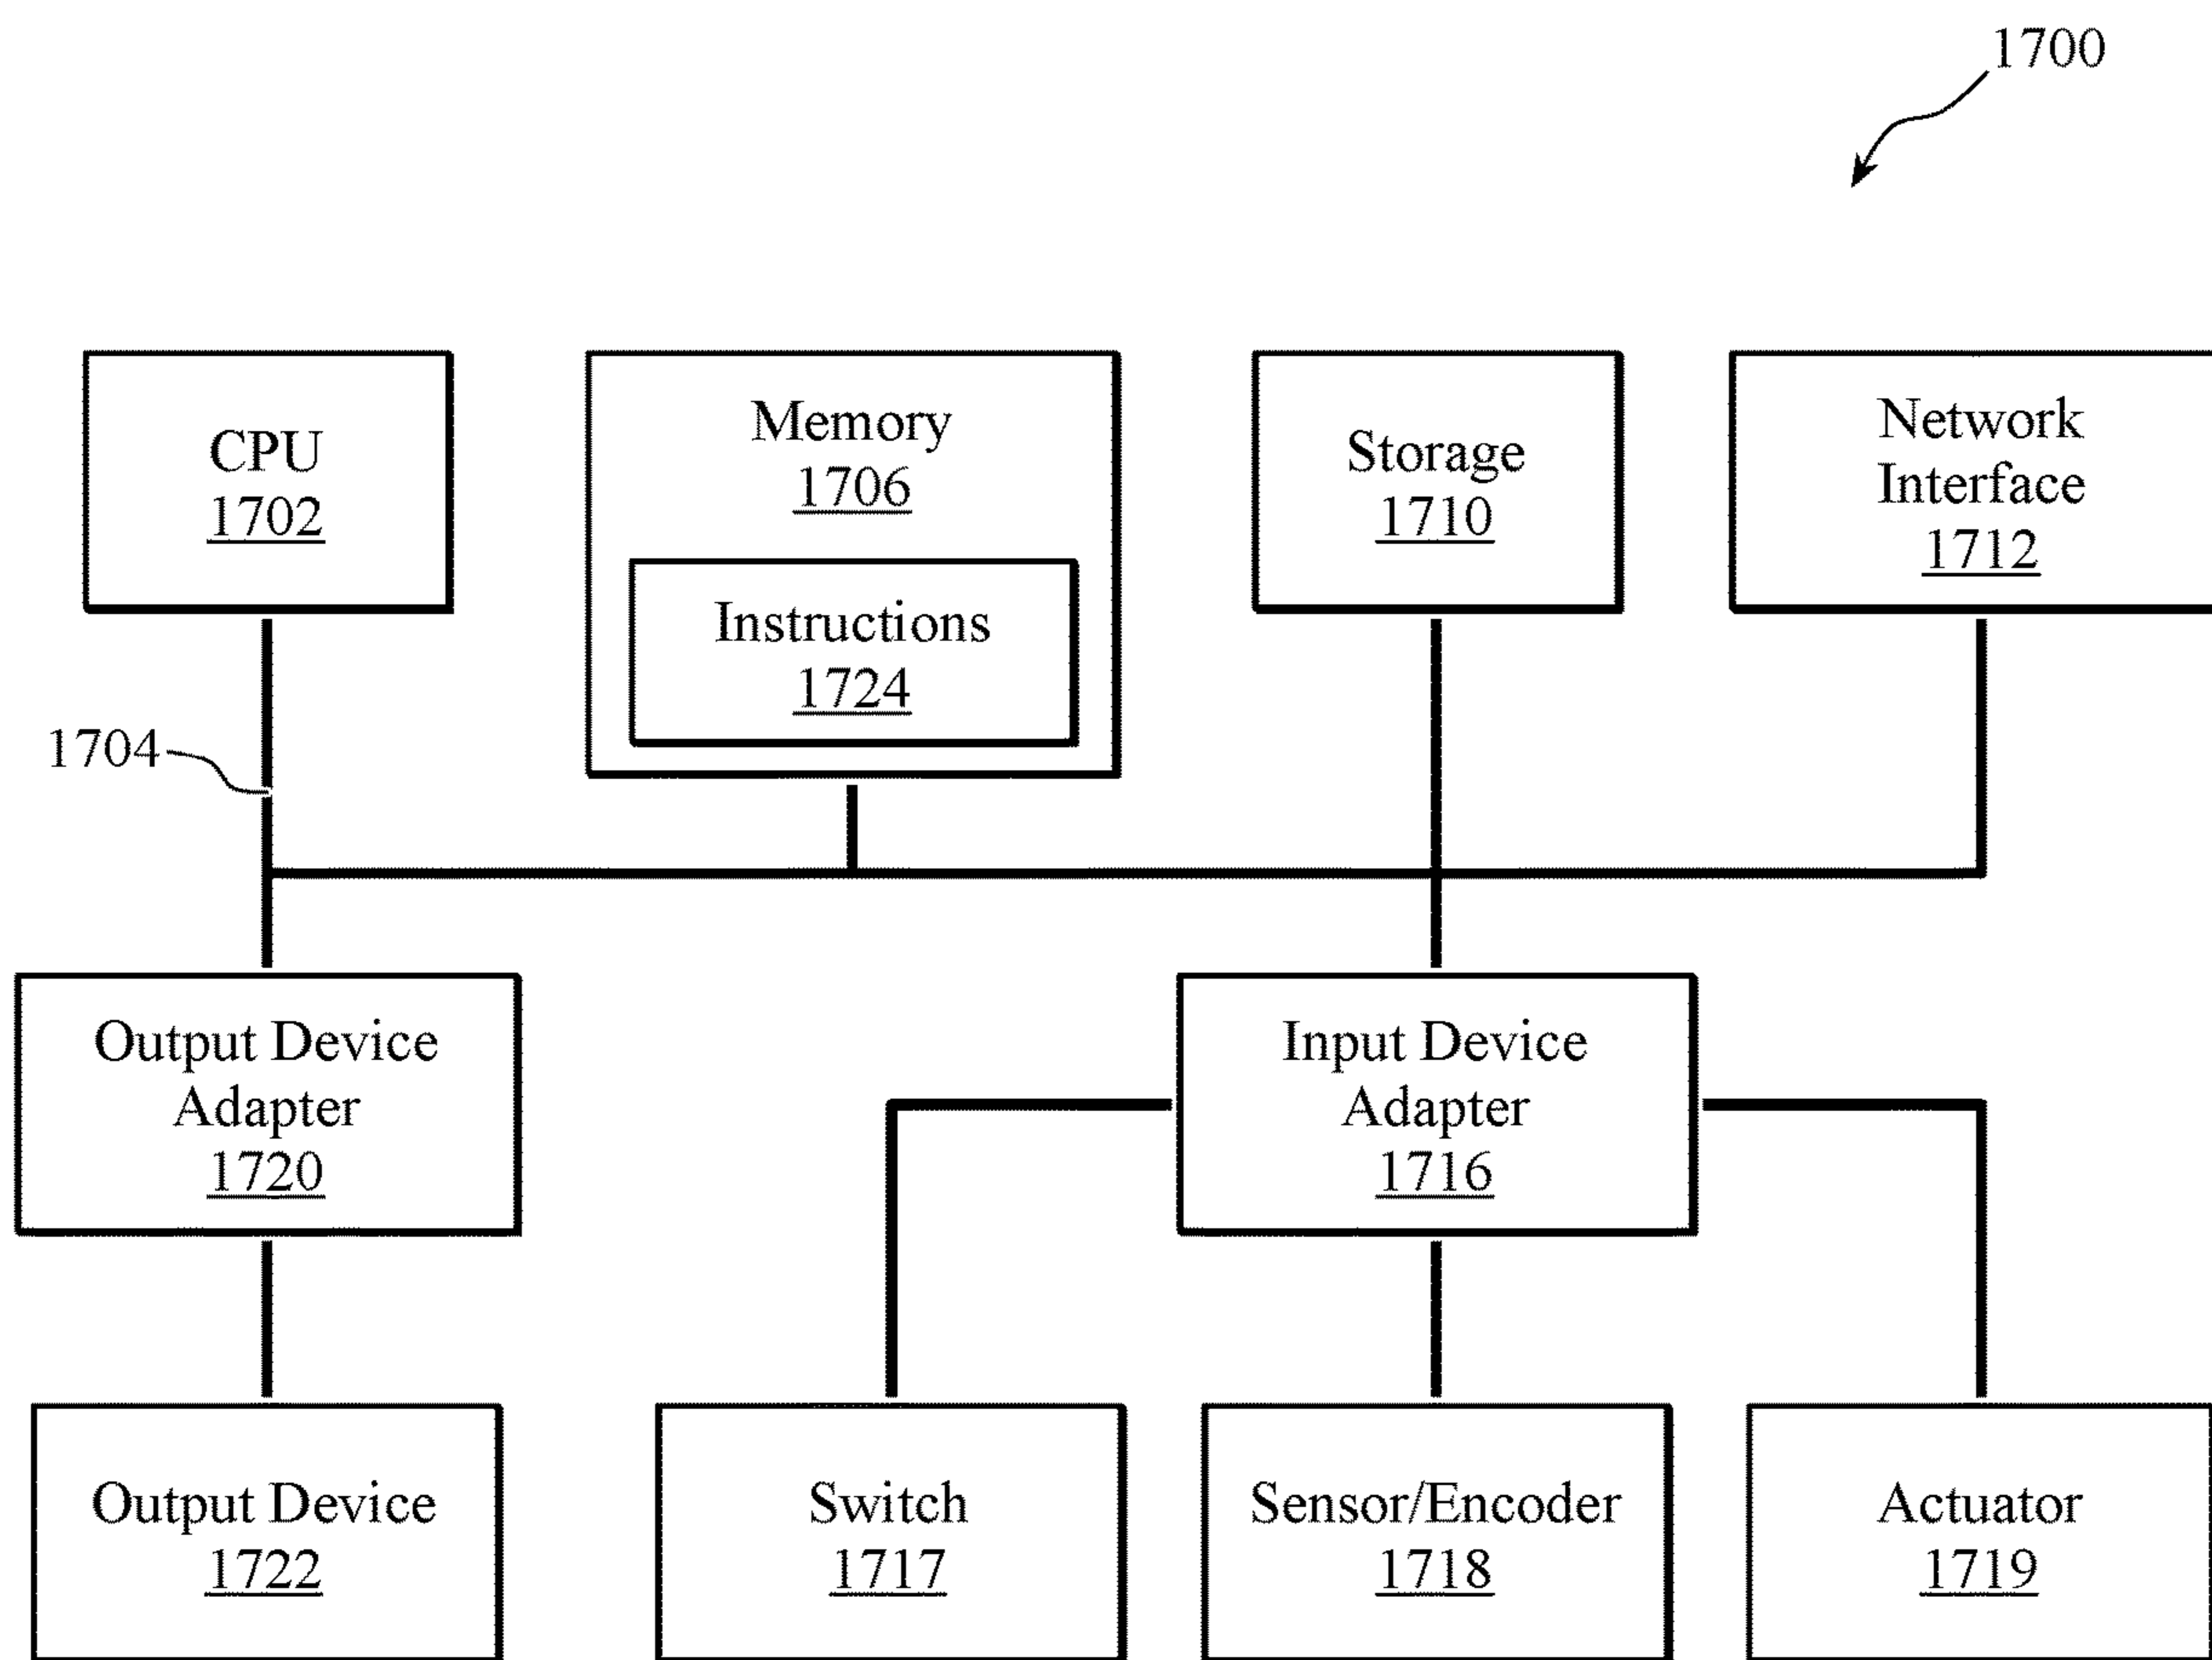 1700
CPU
1702
Memory
1706
Instructions
1724
Storage
1710
Network
Interface
1712
1704
Output Device
Adapter
1720
Input Device
Adapter
1716
Output Device
1722
Switch
1717
Sensor/Encoder
1718
Actuator
1719